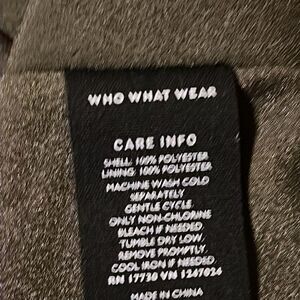 WHO WHAT WEAR
CARE INFO
SHELL: 100% POLYESTER
LINING: 100% POLYESTER
MACHINE WASH COLD
SEPARATELY
GENTLE CYCLE
ONLY NON-CHLORINE
BLEACH IF NEEDED
TUMBLE DRY LOW
REMOVE PROMPTLY
COOL IRON IF NEEDED
RN 17730 VN 1247024
MADE IN CHINA